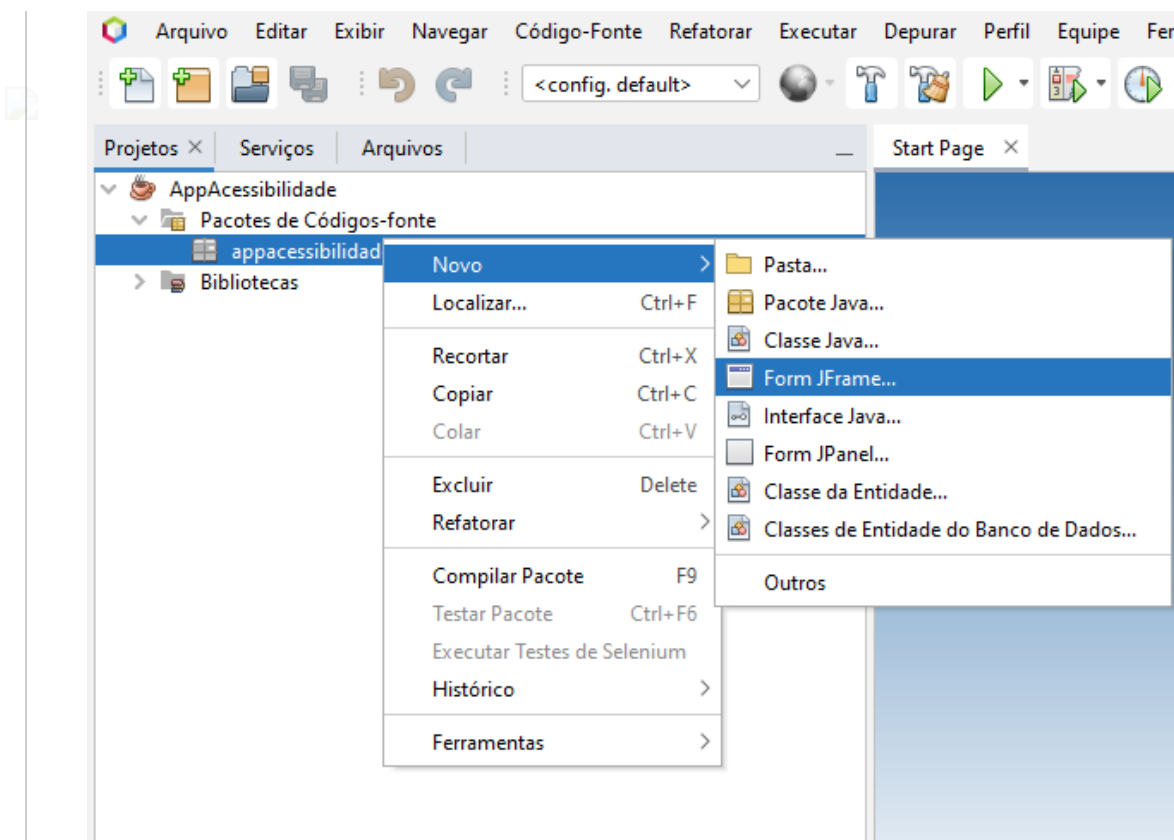 Arquivo Editar Exibir Navegar Código-Fonte Refatorar Executar Depurar Perfil Equipe Fer
<config. default>
Projetos Serviços Arquivos Start Page
AppAcessibilidade
Pacotes de Códigos-fonte
appacessibilidad
Bibliotecas
Novo
Localizar... Ctrl+F
Recortar Ctrl+X
Copiar Ctrl+C
Colar Ctrl+V
Excluir Delete
Refatorar
Compilar Pacote F9
Testar Pacote Ctrl+F6
Executar Testes de Selenium
Histórico
Ferramentas
Pasta...
Pacote Java...
Classe Java...
Form JFrame...
Interface Java...
Form JPanel...
Classe da Entidade...
Classes de Entidade do Banco de Dados...
Outros